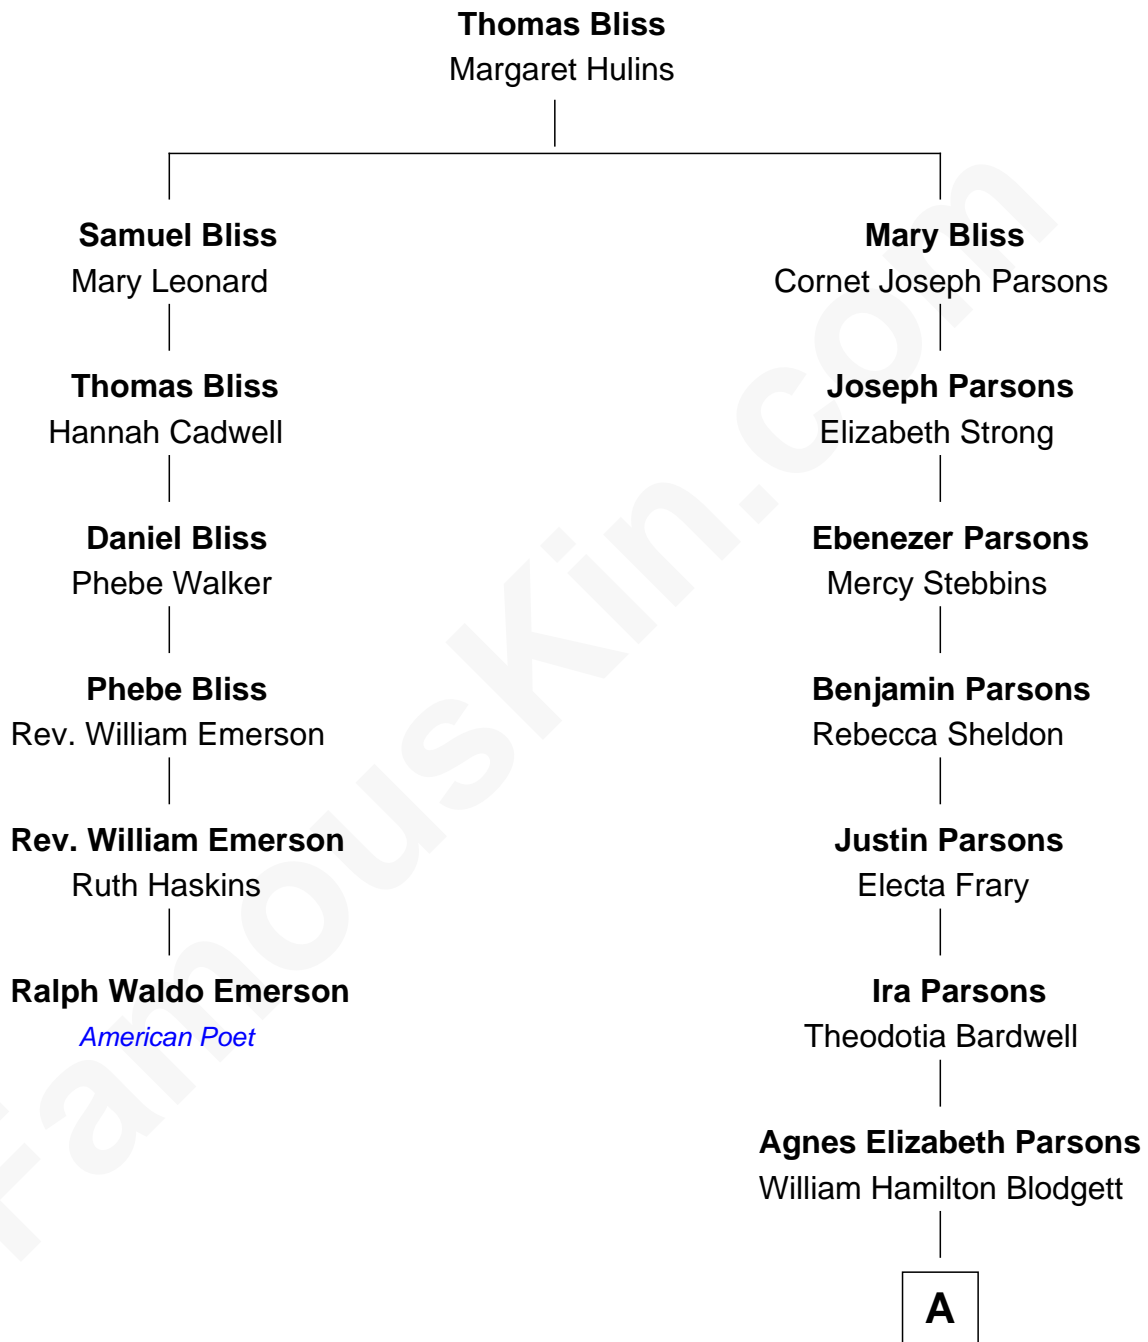 Thomas Bliss
Margaret Hulins
Samuel Bliss
Mary Leonard
Thomas Bliss
Hannah Cadwell
Daniel Bliss
Phebe Walker
Phebe Bliss
Rev. William Emerson
Rev. William Emerson
Ruth Haskins
Ralph Waldo Emerson
American Poet
Mary Bliss
Cornet Joseph Parsons
Joseph Parsons
Elizabeth Strong
Ebenezer Parsons
Mercy Stebbins
Benjamin Parsons
Rebecca Sheldon
Justin Parsons
Electa Frary
Ira Parsons
Theodotia Bardwell
Agnes Elizabeth Parsons
William Hamilton Blodgett
A
FamousKin.com